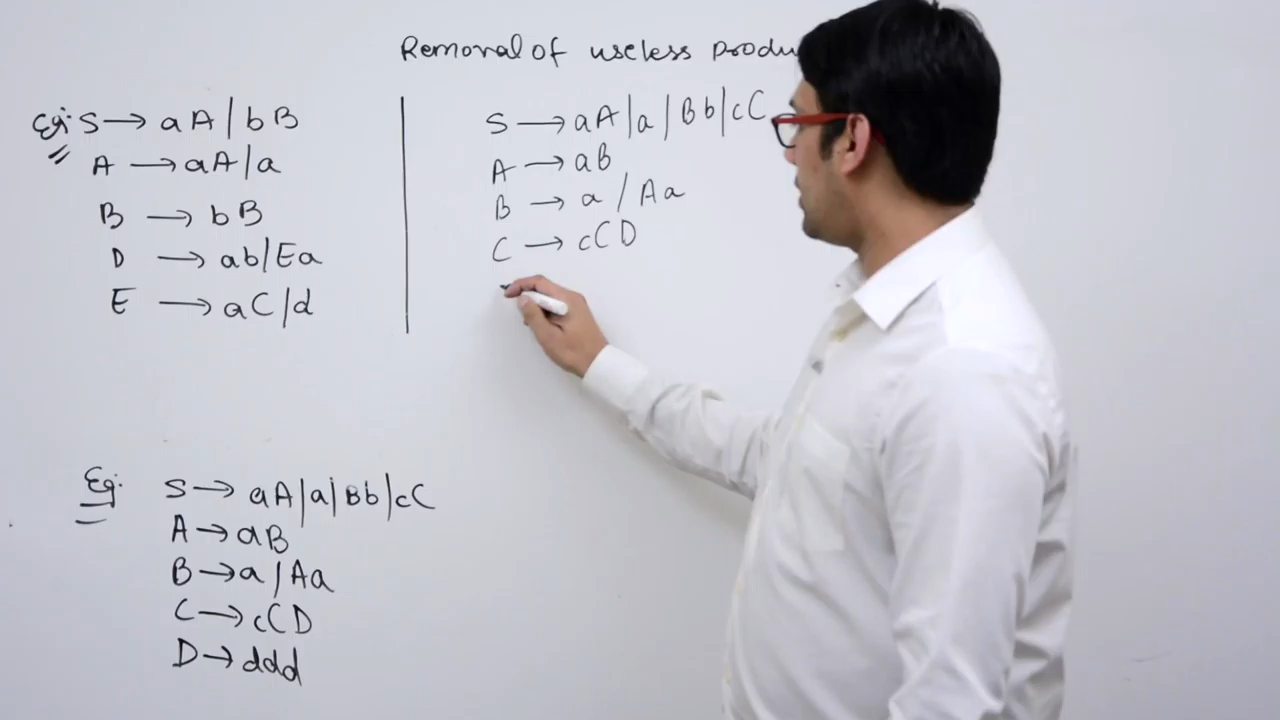 Removal of useless produ
Eg: S → aA | bB
A → aA | a
B → bB
D → ab | Ea
E → aC | d
S → aA | a | Bb | cC
A → aB
B → a | Aa
C → cCD
Eg: S → aA | a | Bb | cC
A → aB
B → a | Aa
C → cCD
D → ddd